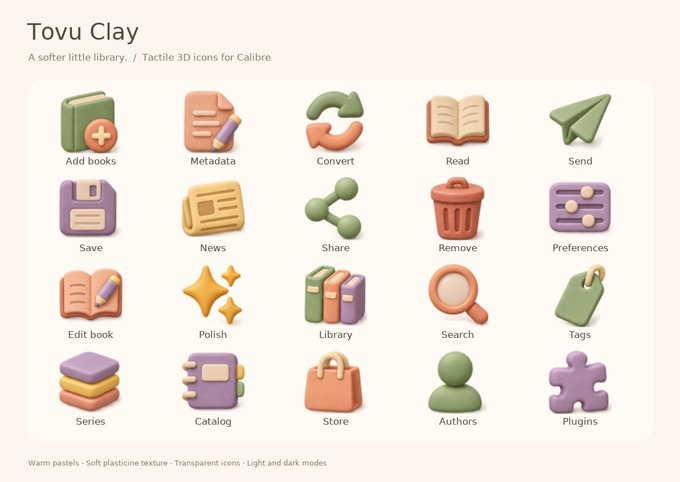 Tovu Clay
A softer little library. / Tactile 3D icons for Calibre
Add books
Metadata
Convert
Read
Send
Save
News
Share
Remove
Preferences
Edit book
Polish
Library
Search
Tags
Series
Catalog
Store
Authors
Plugins
Warm pastels · Soft plasticine texture · Transparent icons · Light and dark modes